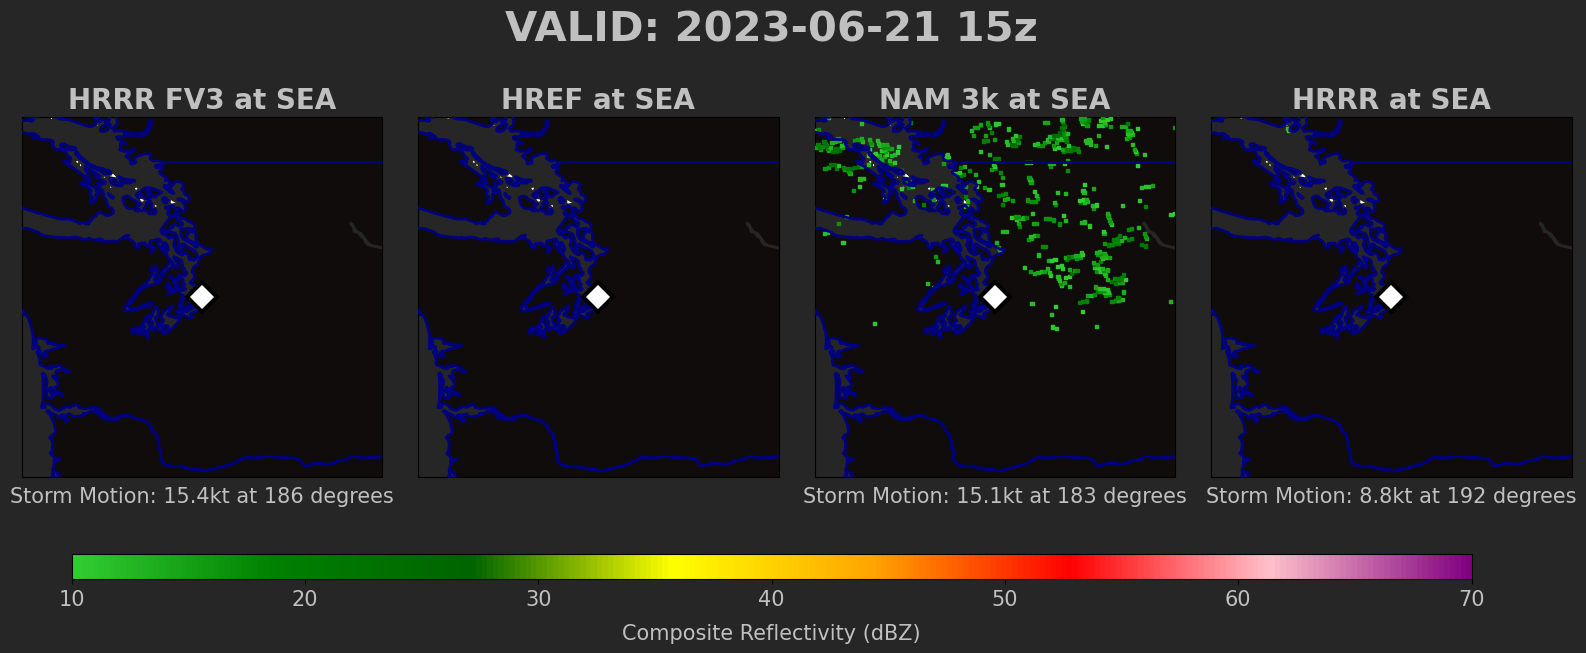 VALID: 2023-06-21 15z
HRRR FV3 at SEA
HREF at SEA
NAM 3k at SEA
HRRR at SEA
Storm Motion: 15.4kt at 186 degrees
Storm Motion: 15.1kt at 183 degrees
Storm Motion: 8.8kt at 192 degrees
10 20 30 40 50 60 70
Composite Reflectivity (dBZ)